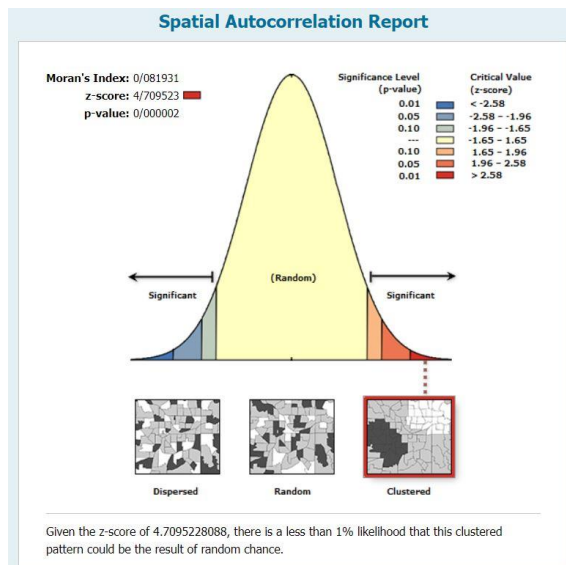 Spatial Autocorrelation Report
Moran's Index: 0/081931
z-score: 4/709523
p-value: 0/000002
Significance Level
(p-value)
Critical Value
(z-score)
0.01 < -2.58
0.05 -2.58 – -1.96
0.10 -1.96 – -1.65
--- -1.65 – 1.65
0.10 1.65 – 1.96
0.05 1.96 – 2.58
0.01 > 2.58
(Random)
Significant
Significant
Dispersed
Random
Clustered
Given the z-score of 4.7095228088, there is a less than 1% likelihood that this clustered
pattern could be the result of random chance.